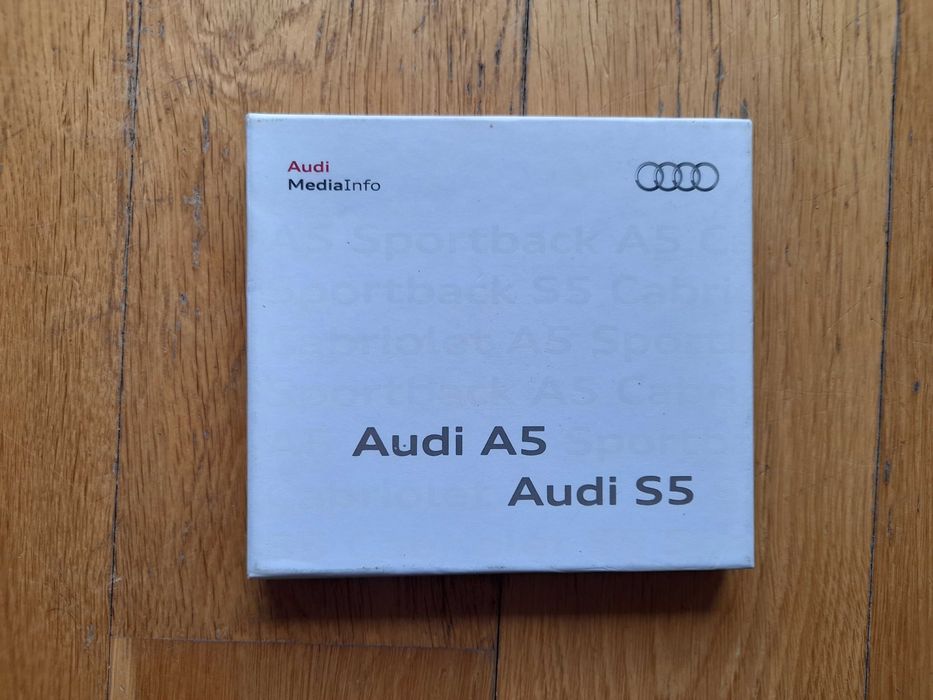 Audi
MediaInfo
A5 Sportback A5 Ca
Sportback S5 Cabri
Cabriolet A5 Sportb
Sportback A5 Cabri
Audi A5
Sports
Audi S5